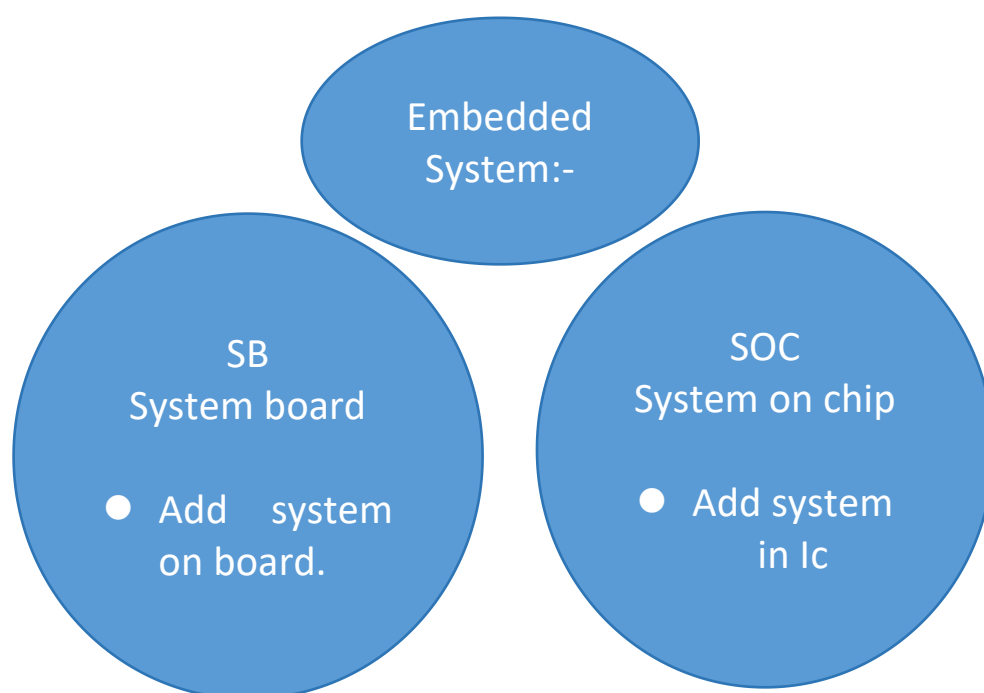 Embedded
System:-
SB
System board
● Add system
on board.
SOC
System on chip
● Add system
in Ic